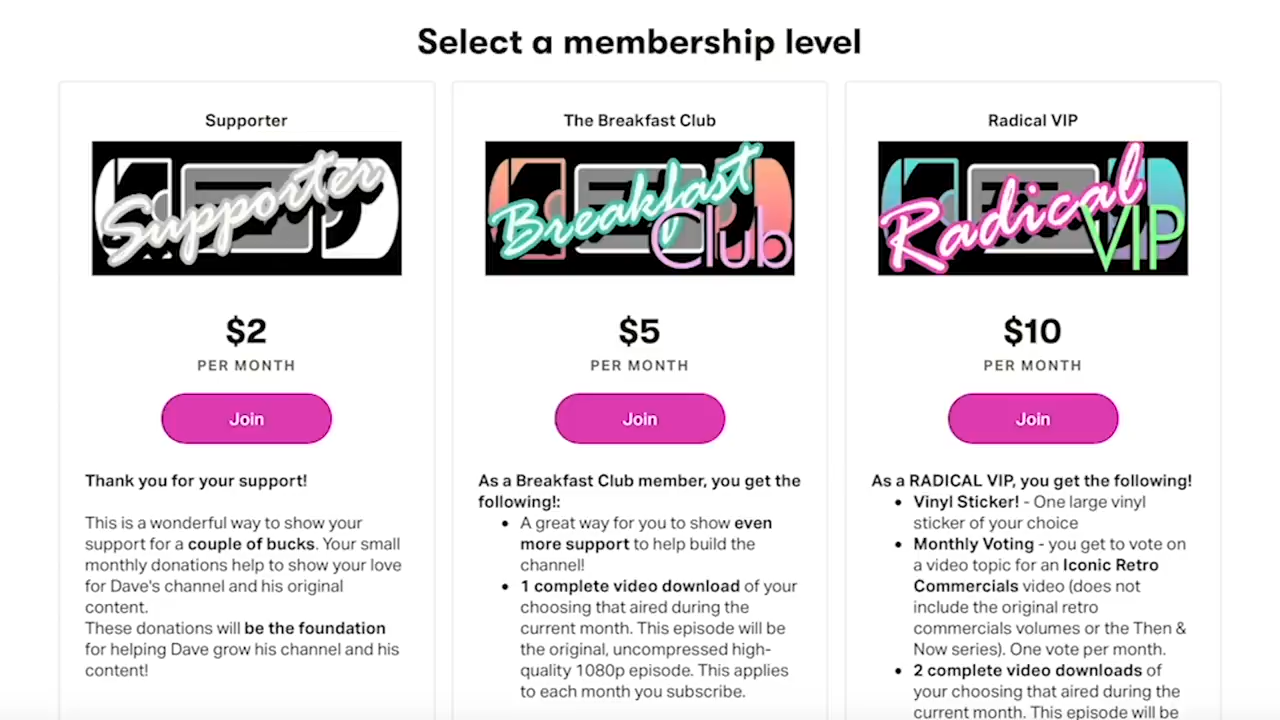 Select a membership level
Supporter
Supporter
$2
PER MONTH
Join
Thank you for your support!
This is a wonderful way to show your
support for a couple of bucks. Your small
monthly donations help to show your love
for Dave's channel and his original
content.
These donations will be the foundation
for helping Dave grow his channel and his
content!
The Breakfast Club
Breakfast
Club
$5
PER MONTH
Join
As a Breakfast Club member, you get the
following!:
• A great way for you to show even
more support to help build the
channel!
• 1 complete video download of your
choosing that aired during the
current month. This episode will be
the original, uncompressed high-
quality 1080p episode. This applies
to each month you subscribe.
Radical VIP
Radical
VIP
$10
PER MONTH
Join
As a RADICAL VIP, you get the following!
• Vinyl Sticker! - One large vinyl
sticker of your choice
• Monthly Voting - you get to vote on
a video topic for an Iconic Retro
Commercials video (does not
include the original retro
commercials volumes or the Then &
Now series). One vote per month.
• 2 complete video downloads of
your choosing that aired during the
current month. This episode will be